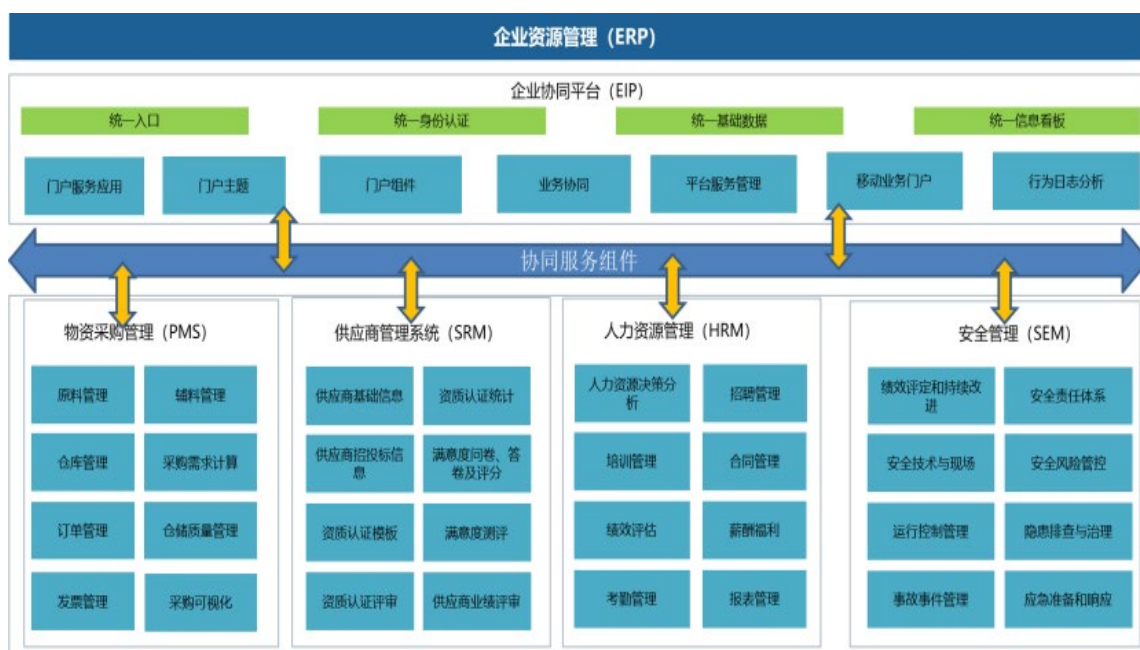 企业资源管理（ERP）
企业协同平台（EIP）
统一入口
统一身份认证
统一基础数据
统一信息看板
门户服务应用
门户主题
门户组件
业务协同
平台服务管理
移动业务门户
行为日志分析
协同服务组件
物资采购管理（PMS）
原料管理
辅料管理
仓库管理
采购需求计算
订单管理
仓储质量管理
发票管理
采购可视化
供应商管理系统（SRM）
供应商基础信息
资质认证统计
供应商招投标信
息
满意度问卷、答
卷及评分
资质认证模板
满意度测评
资质认证评审
供应商业绩评审
人力资源管理（HRM）
人力资源决策分
析
招聘管理
培训管理
合同管理
绩效评估
薪酬福利
考勤管理
报表管理
安全管理（SEM）
绩效评定和持续改
进
安全责任体系
安全技术与现场
安全风险管控
运行控制管理
隐患排查与治理
事故事件管理
应急准备和响应